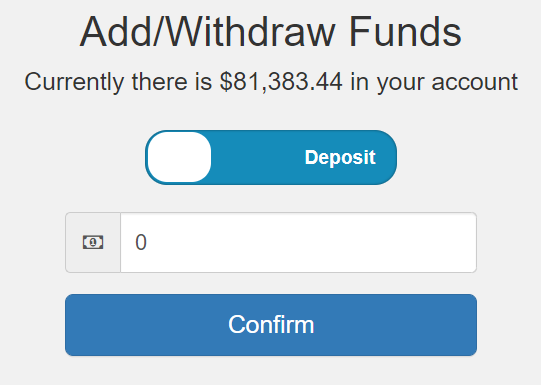 Add/Withdraw Funds
Currently there is $81,383.44 in your account
Deposit
0
Confirm